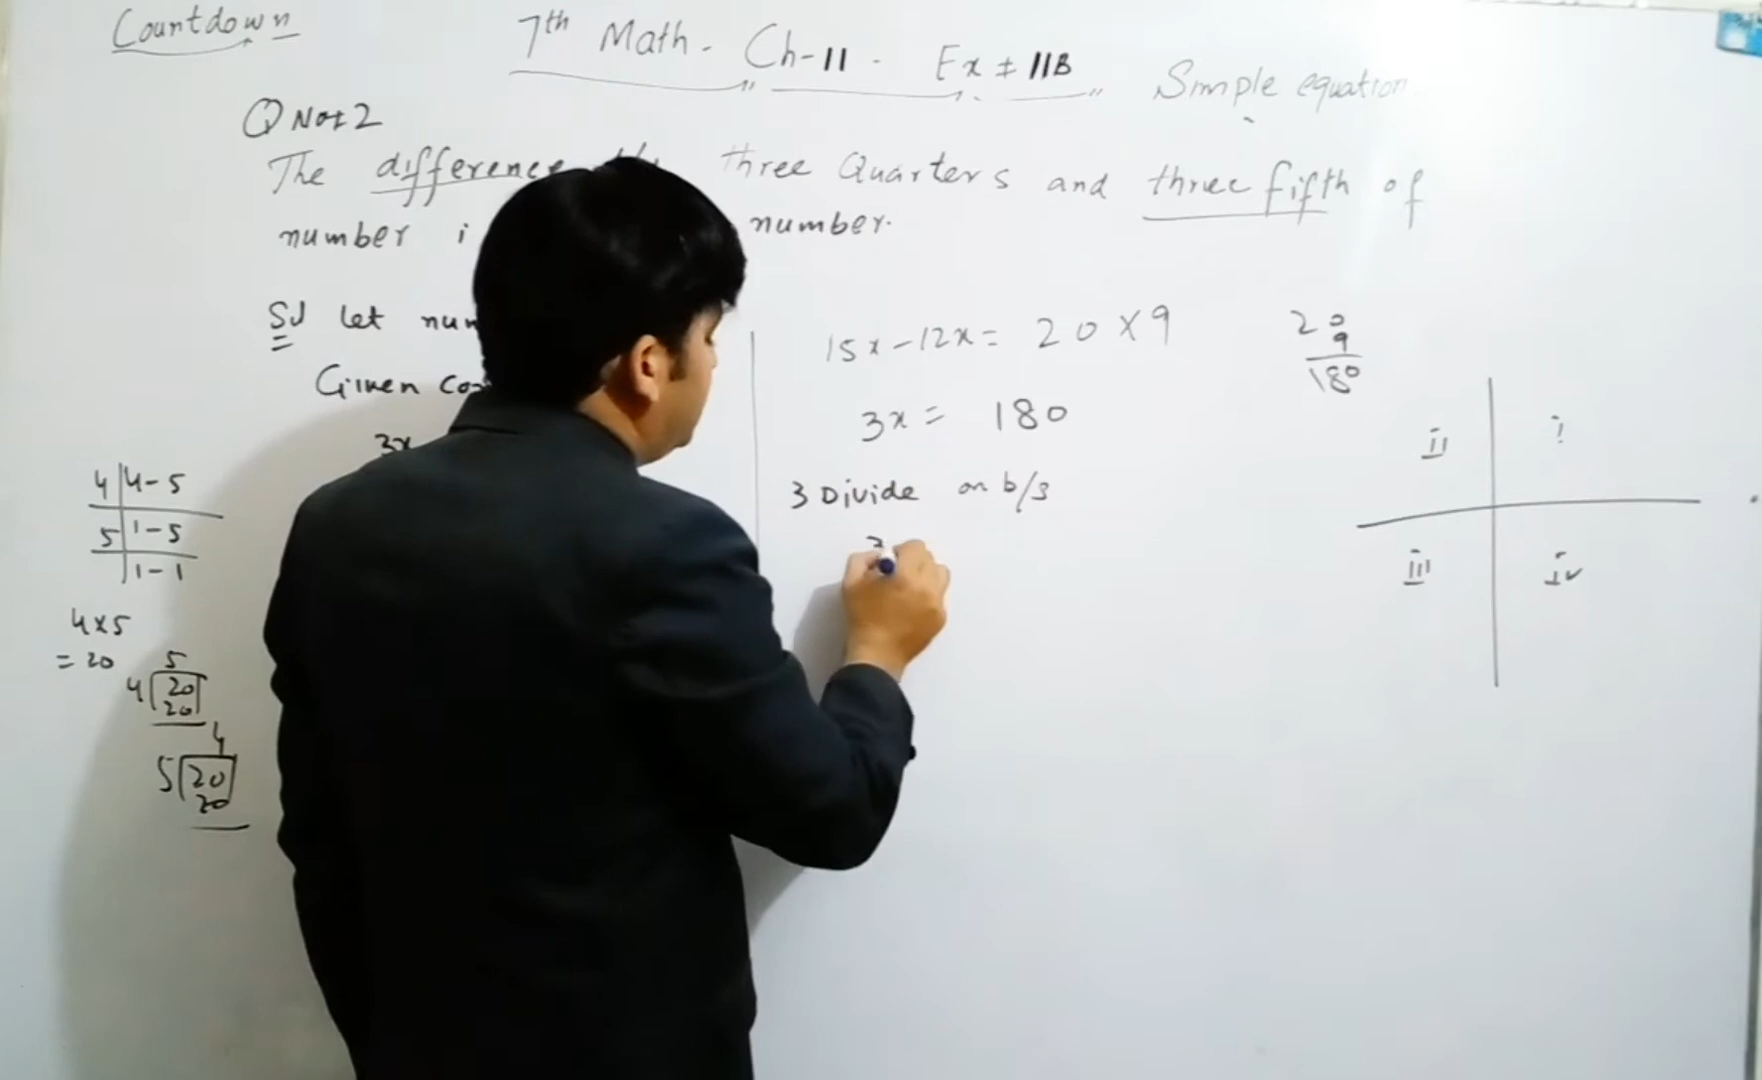 Countdown
7th Math - Ch-11 - Ex # 11B Simple equation
Q No# 2
The difference three Quarters and three fifth of
number i number.
Sol let num
Given co
3x
4 | 4 - 5
5 | 1 - 5
1 - 1
4x5
= 20
5
4 20
20
4
5 20
20
15x - 12x = 20 x 9
3x = 180
3 Divide on b/s
3
20
9
180
ii i
iii iv